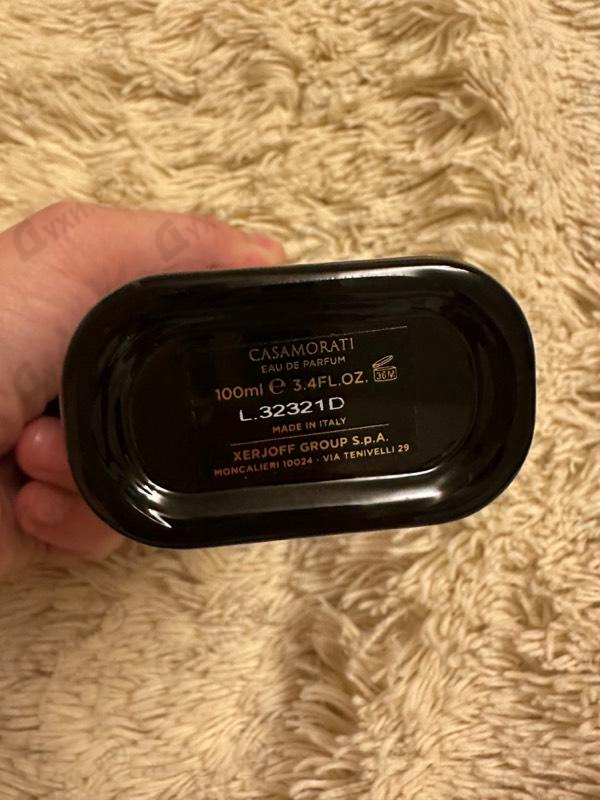 CASAMORATI
EAU DE PARFUM
100ml ℮ 3.4FL.OZ. 36M
L.32321D
MADE IN ITALY
XERJOFF GROUP S.p.A.
MONCALIERI 10024 - VIA TENIVELLI 29